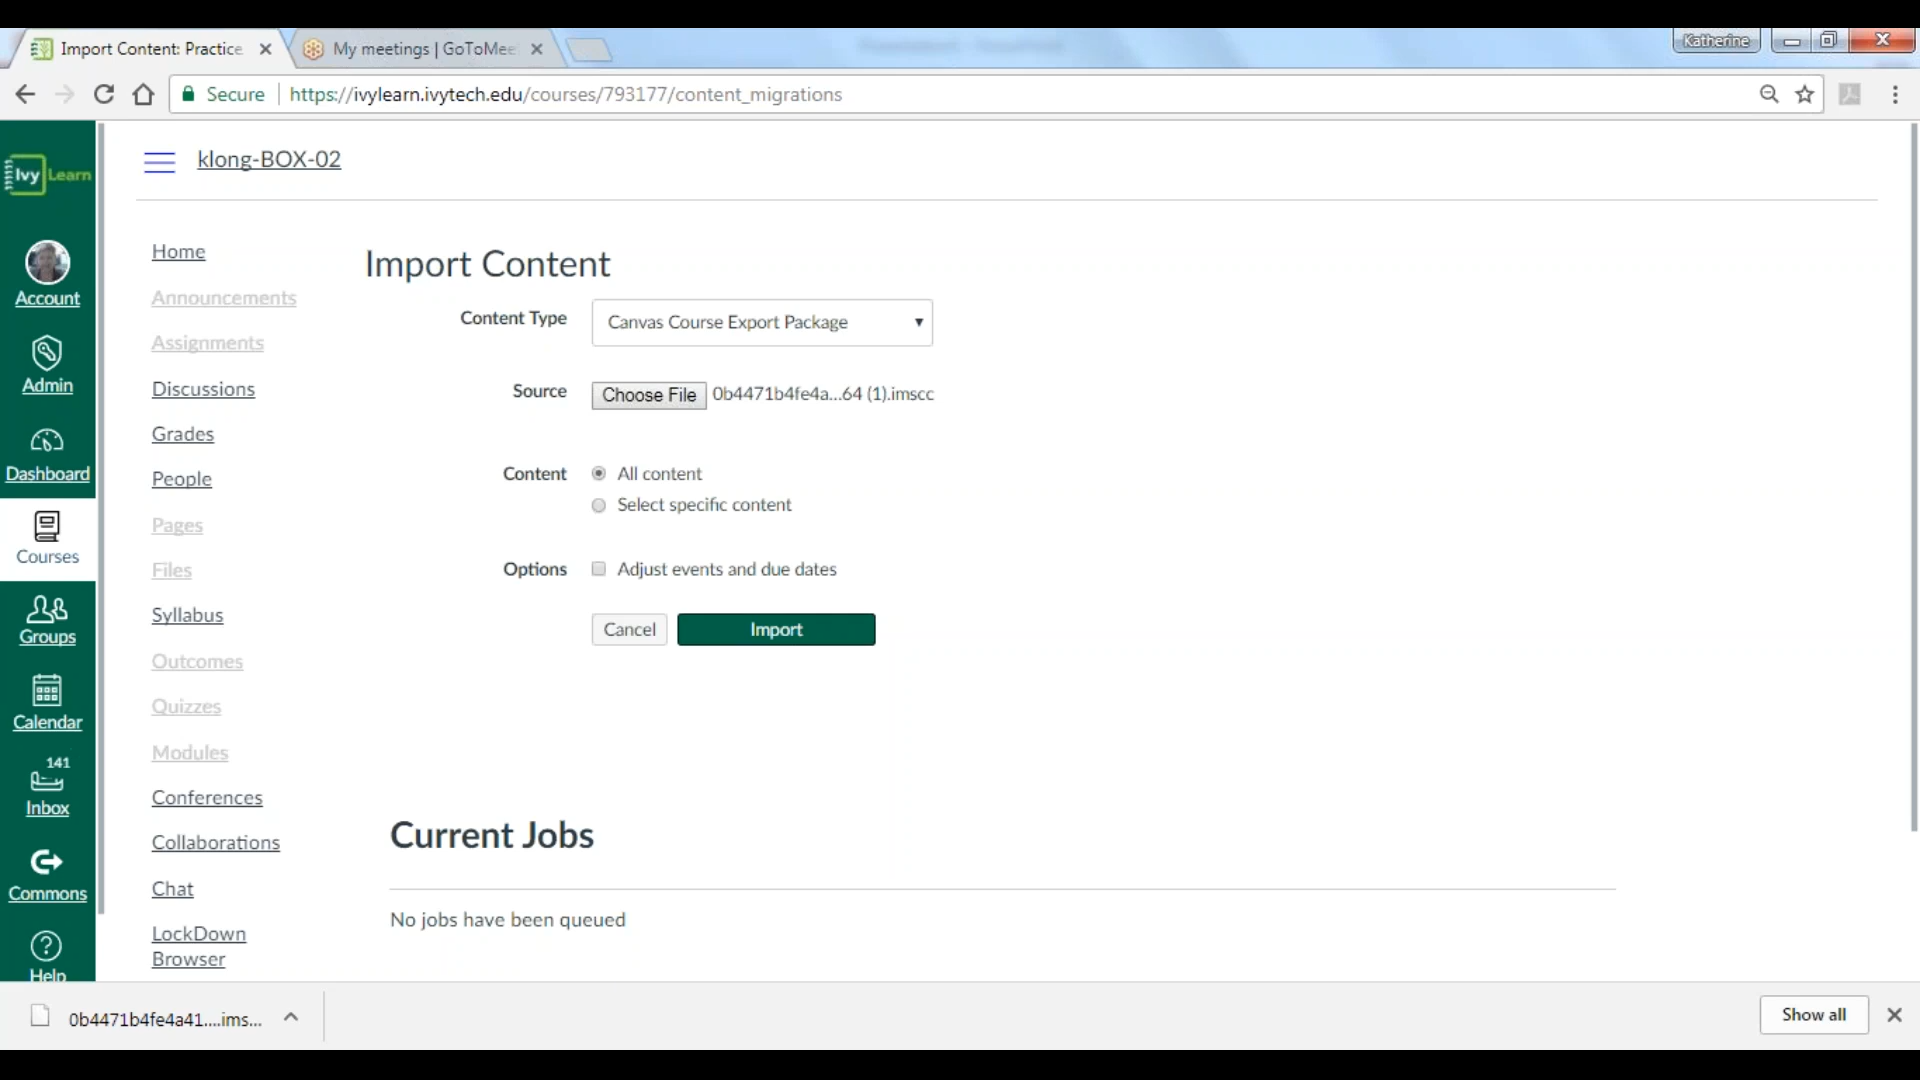 Import Content: Practice
My meetings | GoToMee
Katherine
Secure
https://ivylearn.ivytech.edu/courses/793177/content_migrations
Ivy Learn
klong-BOX-02
Account
Admin
Dashboard
Courses
Groups
Calendar
141
Inbox
Commons
Help
Home
Announcements
Assignments
Discussions
Grades
People
Pages
Files
Syllabus
Outcomes
Quizzes
Modules
Conferences
Collaborations
Chat
LockDown
Browser
Import Content
Content Type
Canvas Course Export Package
Source
Choose File 0b4471b4fe4a...64 (1).imscc
Content
All content
Select specific content
Options
Adjust events and due dates
Cancel
Import
Current Jobs
No jobs have been queued
0b4471b4fe4a41....ims...
Show all